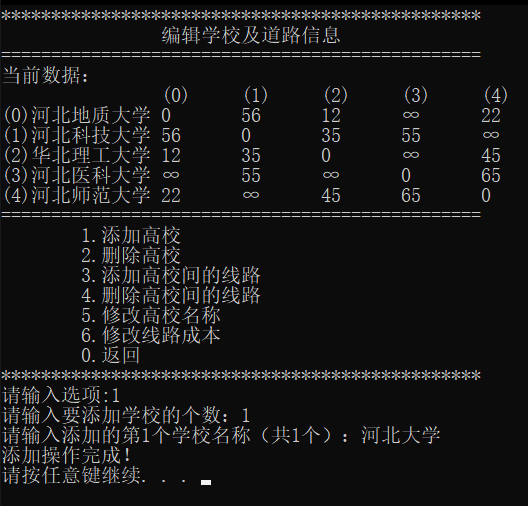 ************************************************
编辑学校及道路信息
================================================
当前数据:
(0) (1) (2) (3) (4)
(0)河北地质大学 0 56 12 ∞ 22
(1)河北科技大学 56 0 35 55 ∞
(2)华北理工大学 12 35 0 ∞ 45
(3)河北医科大学 ∞ 55 ∞ 0 65
(4)河北师范大学 22 ∞ 45 65 0
================================================
1.添加高校
2.删除高校
3.添加高校间的线路
4.删除高校间的线路
5.修改高校名称
6.修改线路成本
0.返回
************************************************
请输入选项:1
请输入要添加学校的个数: 1
请输入添加的第1个学校名称（共1个）: 河北大学
添加操作完成!
请按任意键继续. . .